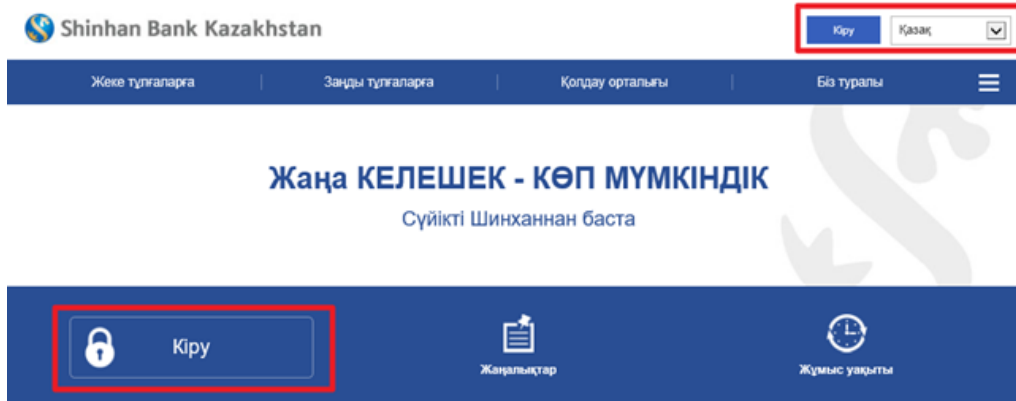 Shinhan Bank Kazakhstan
Кіру
Қазақ
Жеке тұлғаларға
Заңды тұлғаларға
Қолдау орталығы
Біз туралы
Жаңа КЕЛЕШЕК - КӨП МҮМКІНДІК
Сүйікті Шинханнан баста
Кіру
Жаңалықтар
Жұмыс уақыты